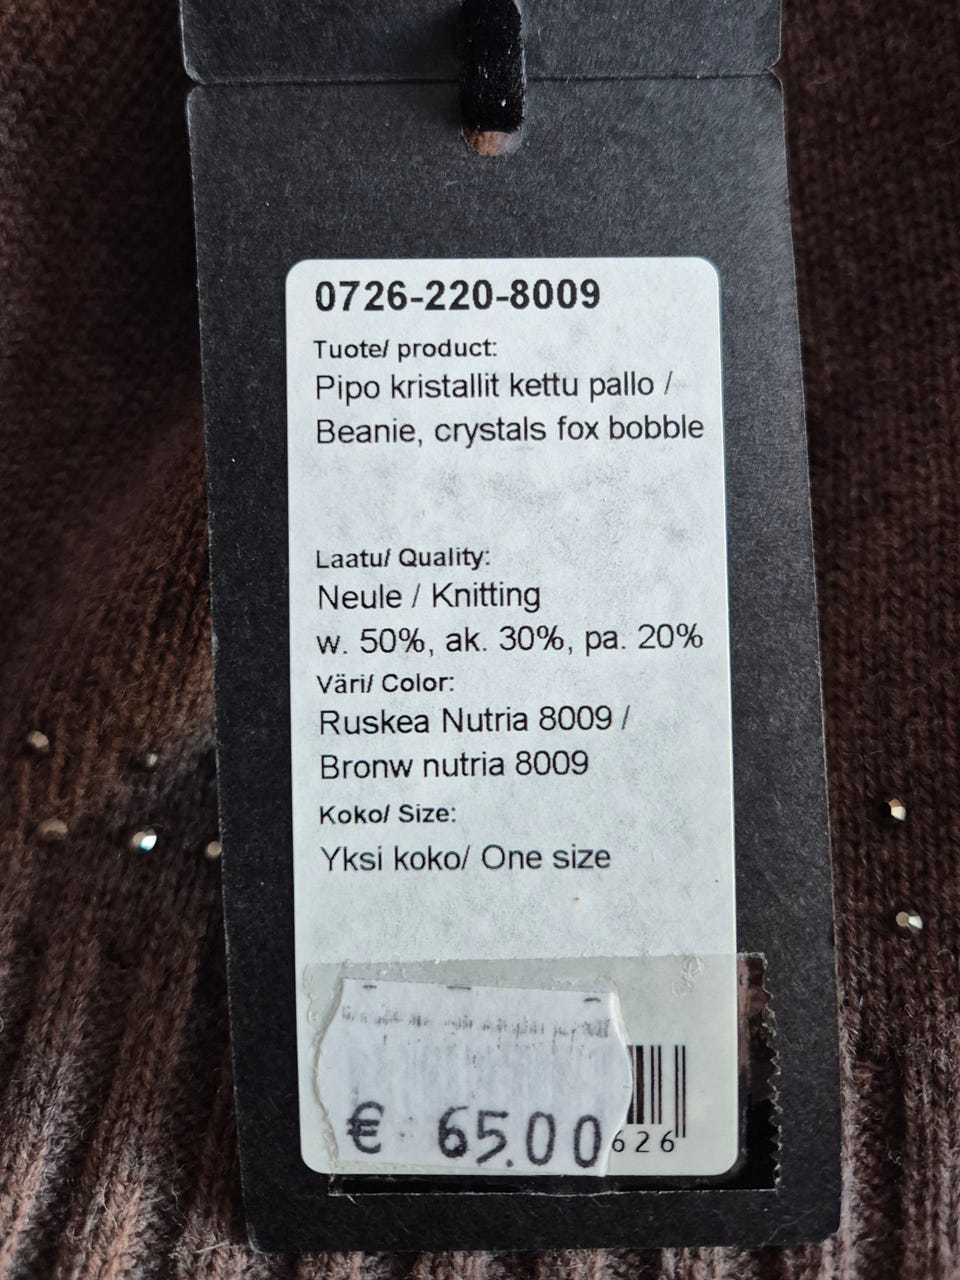 0726-220-8009
Tuote/ product:
Pipo kristallit kettu pallo /
Beanie, crystals fox bobble
Laatu/ Quality:
Neule / Knitting
w. 50%, ak. 30%, pa. 20%
Väri/ Color:
Ruskea Nutria 8009 /
Bronw nutria 8009
Koko/ Size:
Yksi koko/ One size
€ 65.00
626